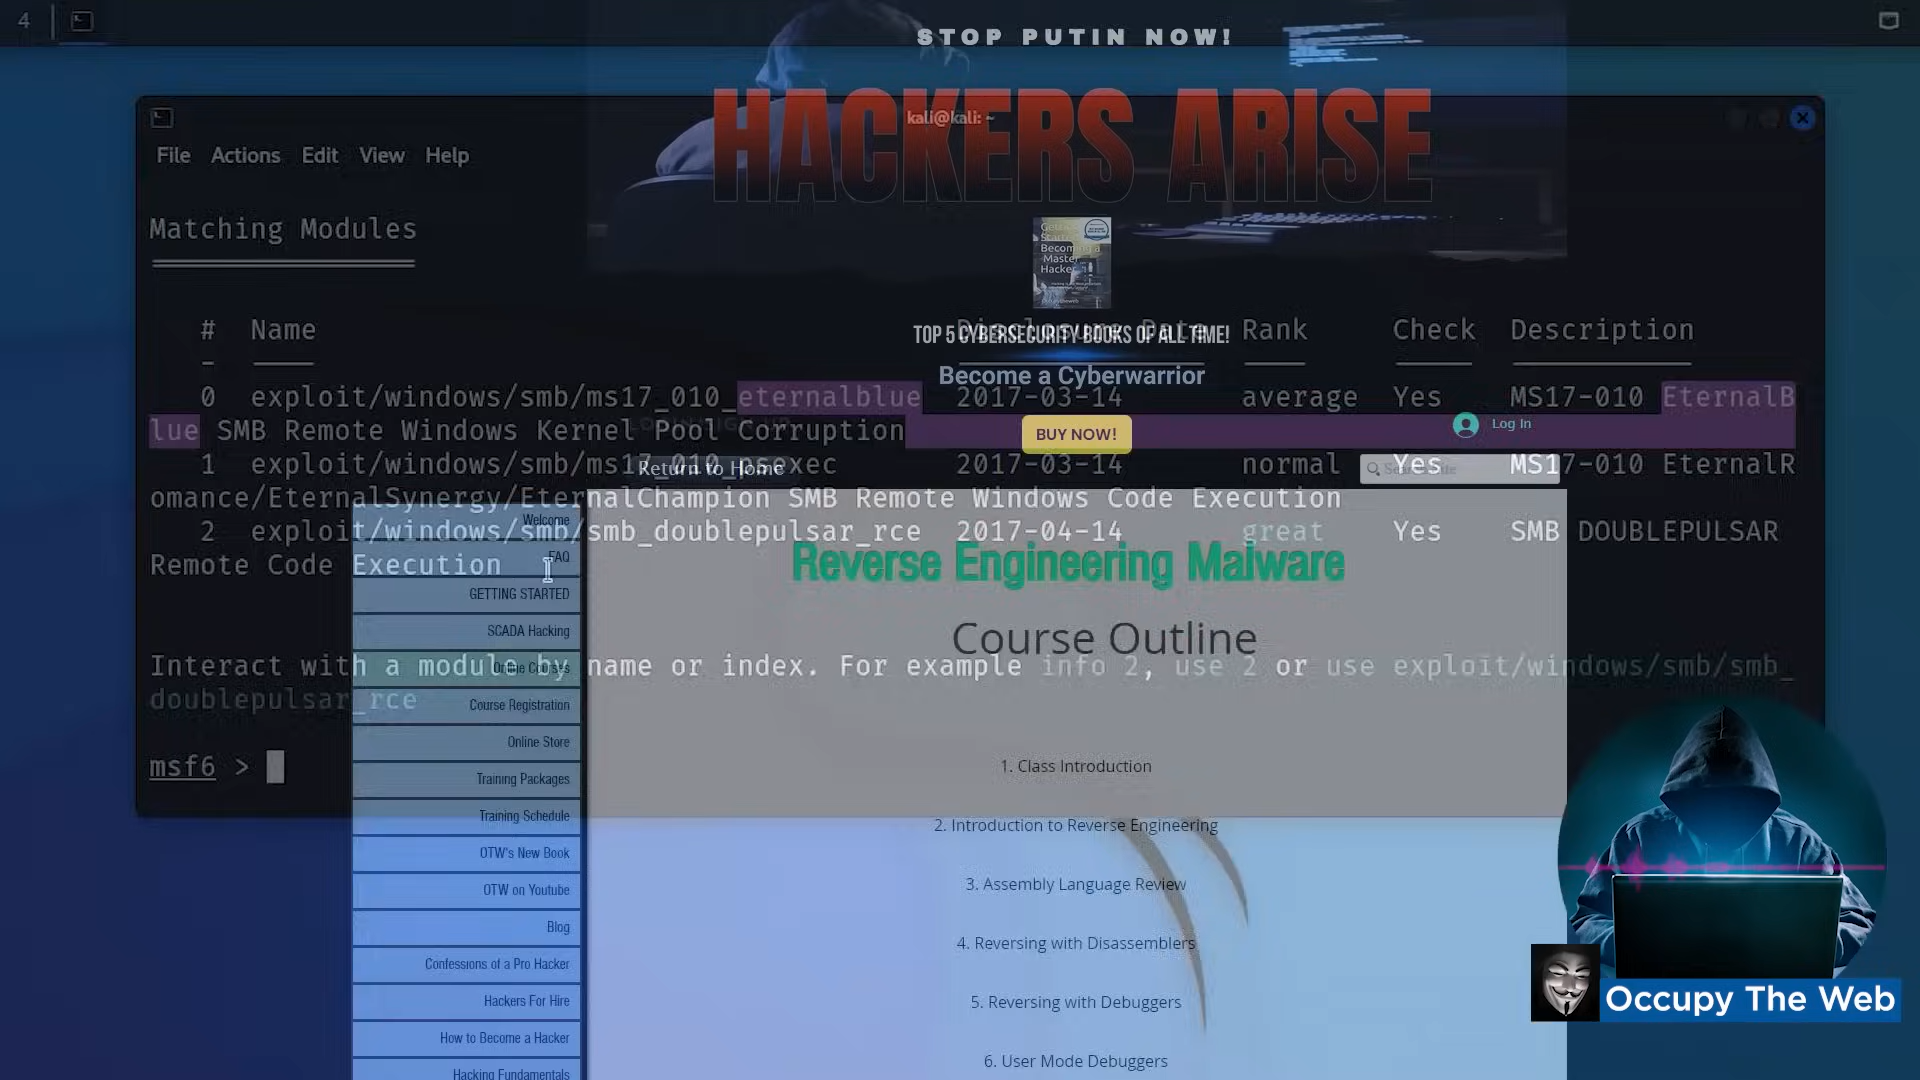 4
STOP PUTIN NOW!
HACKERS ARISE
kali@kali: ~
File Actions Edit View Help
Matching Modules
# Name Rank Check Description
TOP 5 CYBERSECURITY BOOKS OF ALL TIME!
Become a Cyberwarrior
0 exploit/windows/smb/ms17_010_eternalblue 2017-03-14 average Yes MS17-010 EternalB
lue SMB Remote Windows Kernel Pool Corruption
BUY NOW!
Log In
1 exploit/windows/smb/ms17_010_psexec 2017-03-14 normal Yes MS17-010 EternalR
Return to Home
omance/EternalSynergy/EternalChampion SMB Remote Windows Code Execution
2 exploit/windows/smb/smb_doublepulsar_rce 2017-04-14 great Yes SMB DOUBLEPULSAR
Remote Code Execution
Interact with a module by name or index. For example info 2, use 2 or use exploit/windows/smb/smb_
doublepulsar_rce
msf6 >
Welcome
FAQ
GETTING STARTED
SCADA Hacking
Online Courses
Course Registration
Online Store
Training Packages
Training Schedule
OTW's New Book
OTW on Youtube
Blog
Confessions of a Pro Hacker
Hackers For Hire
How to Become a Hacker
Hacking Fundamentals
Reverse Engineering Malware
Course Outline
1. Class Introduction
2. Introduction to Reverse Engineering
3. Assembly Language Review
4. Reversing with Disassemblers
5. Reversing with Debuggers
6. User Mode Debuggers
Occupy The Web